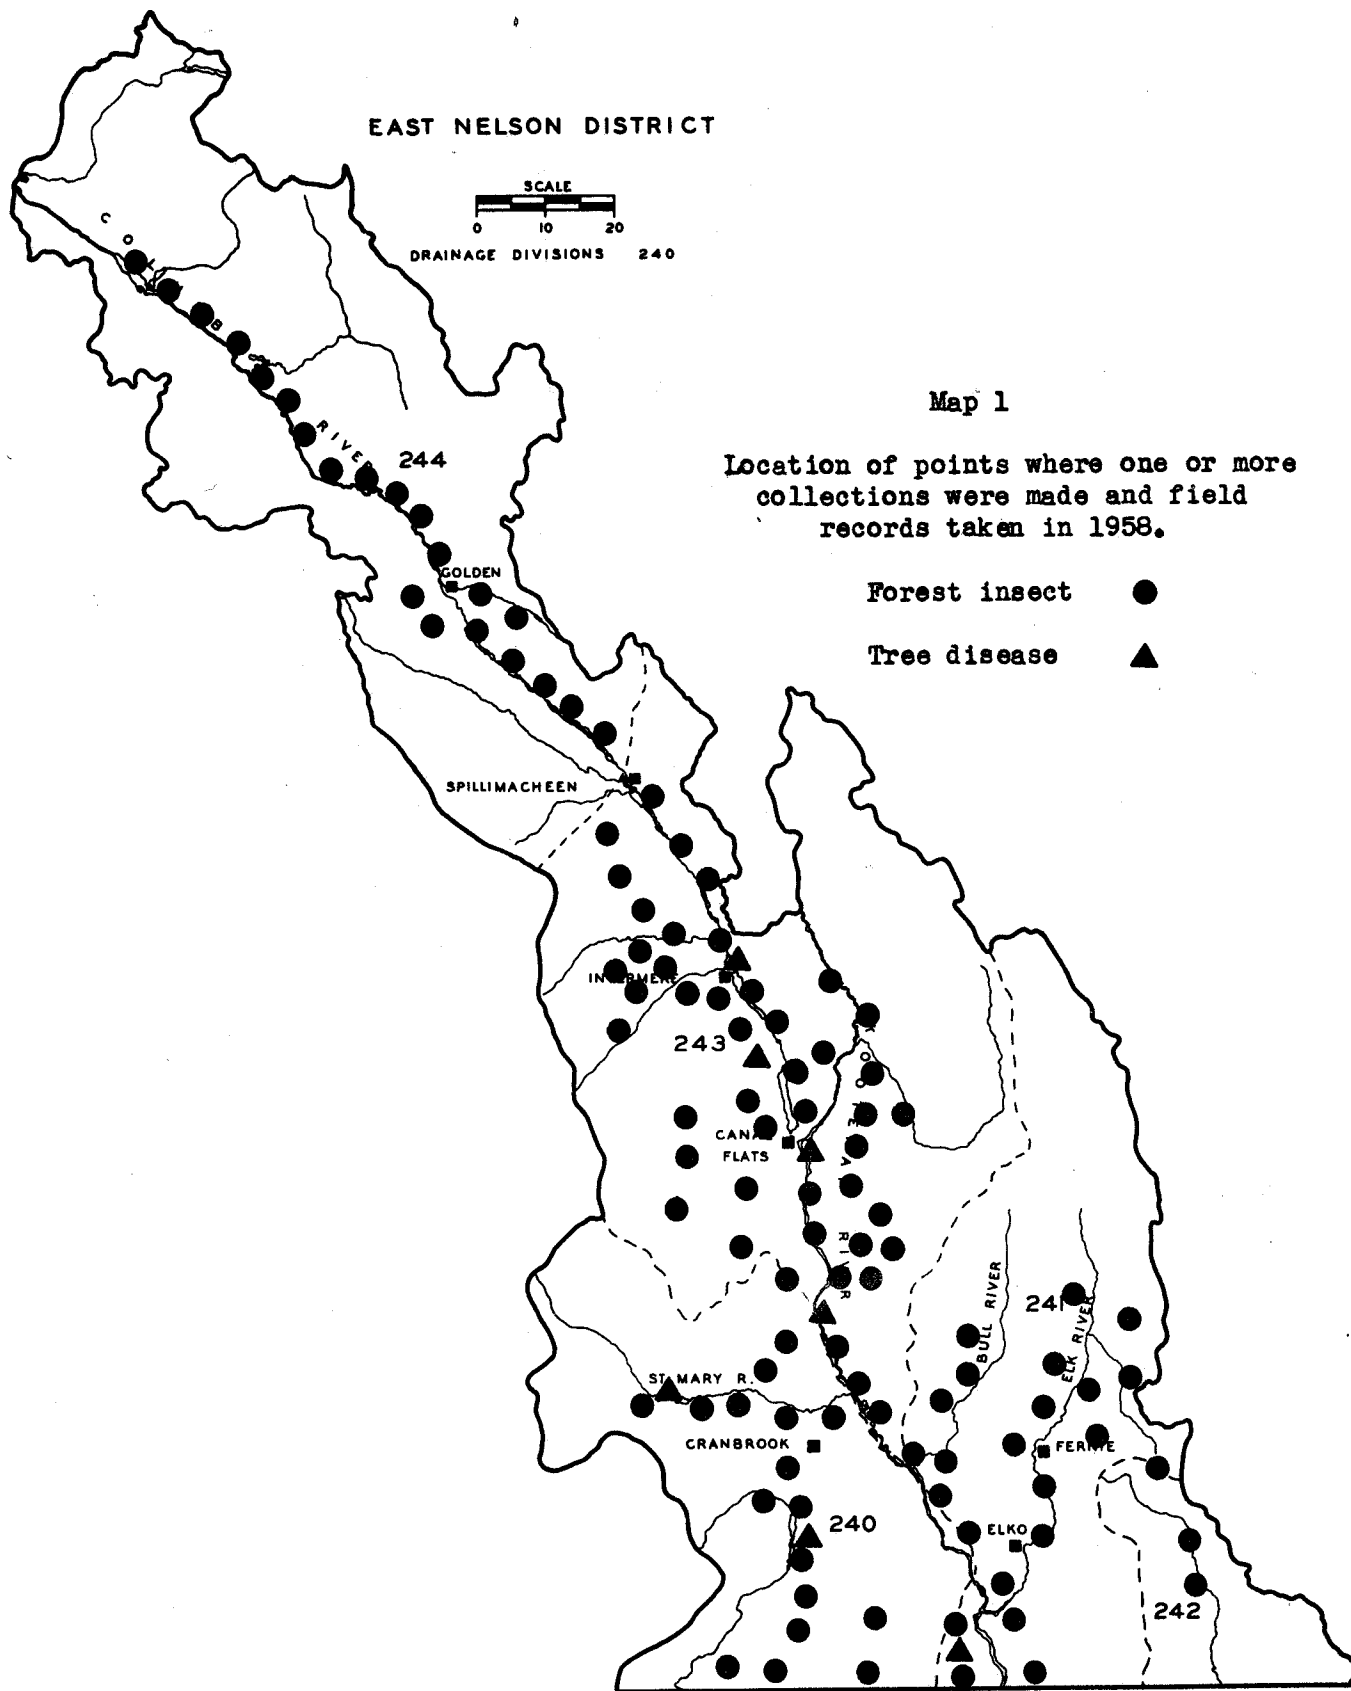 EAST NELSON DISTRICT
SCALE
0 10 20
DRAINAGE DIVISIONS 240
Map 1
Location of points where one or more
collections were made and field
records taken in 1958.
Forest insect
Tree disease
RIVER
244
GOLDEN
SPILLIMACHEEN
243
CANAL
FLATS
RIVER
BULL RIVER
241
ELK RIVER
ST. MARY R.
CRANBROOK
FERNIE
240
ELKO
242